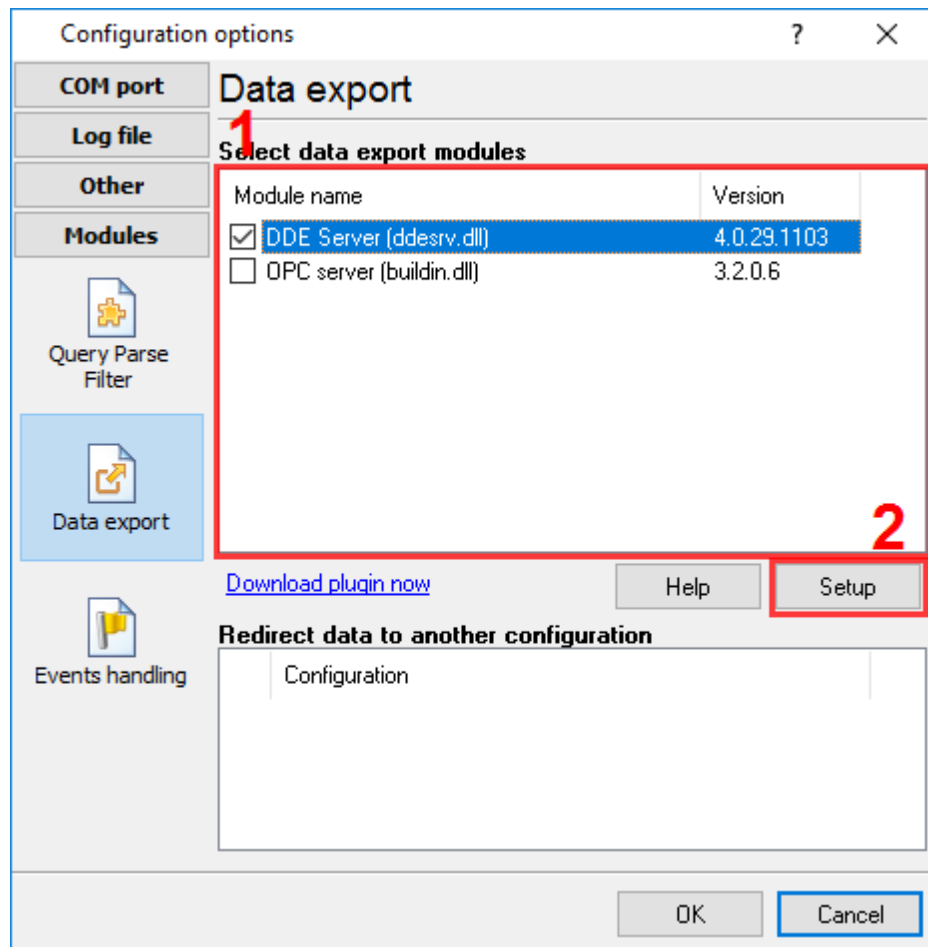 Configuration options
?
COM port
Log file
Other
Modules
Query Parse
Filter
Data export
Events handling
Data export
1
Select data export modules
Module name Version
DDE Server (ddesrv.dll) 4.0.29.1103
OPC server (buildin.dll) 3.2.0.6
2
Download plugin now
Help
Setup
Redirect data to another configuration
Configuration
OK
Cancel